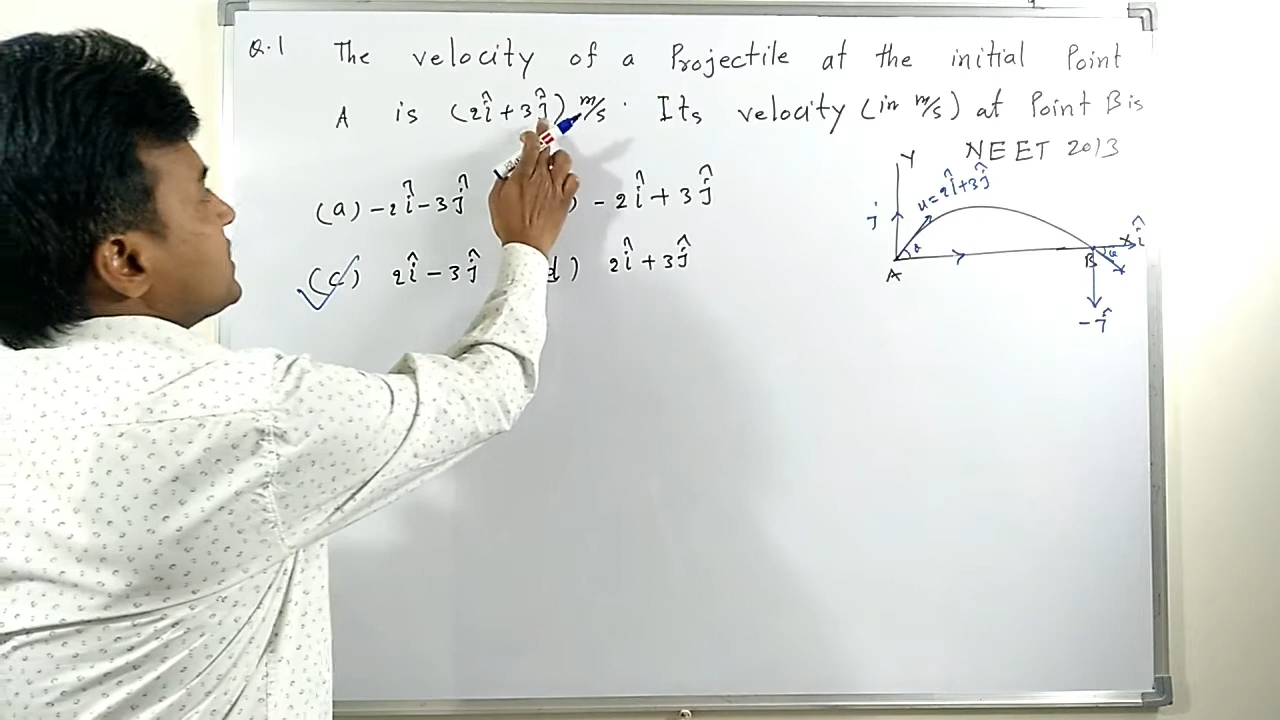 Q.1 The velocity of a Projectile at the initial Point
A is (2î + 3ĵ) m/s. Its velocity (in m/s) at Point B is
NEET 2013
(a) -2î - 3ĵ ) -2î + 3ĵ
(c) 2î - 3ĵ d) 2î + 3ĵ
Y
u = 2î + 3ĵ
j
θ
A
B
X î
θ
-ĵ